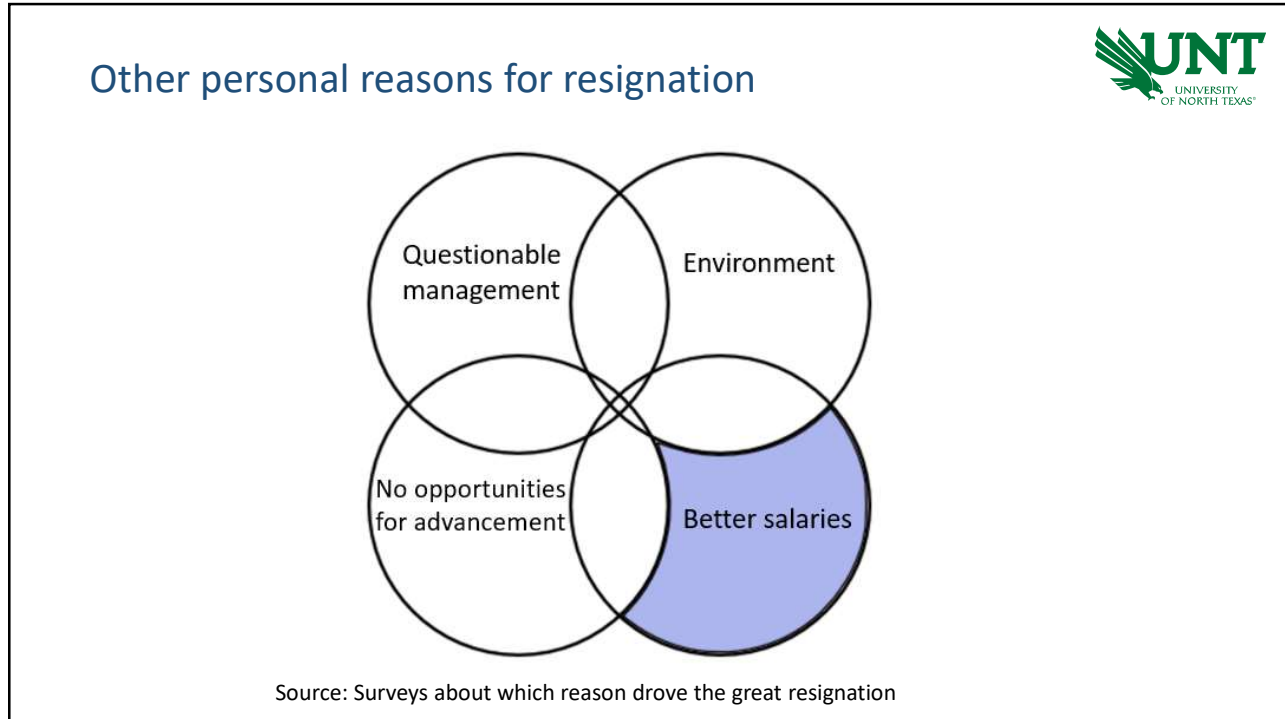 Other personal reasons for resignation
UNT
UNIVERSITY
OF NORTH TEXAS®
Questionable
management
Environment
No opportunities
for advancement
Better salaries
Source: Surveys about which reason drove the great resignation